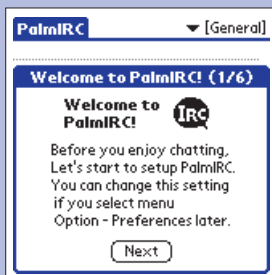 PalmIRC
[General]
Welcome to PalmIRC! (1/6)
Welcome to
PalmIRC!
IRC
Before you enjoy chatting,
Let's start to setup PalmIRC.
You can change this setting
if you select menu
Option - Preferences later.
Next